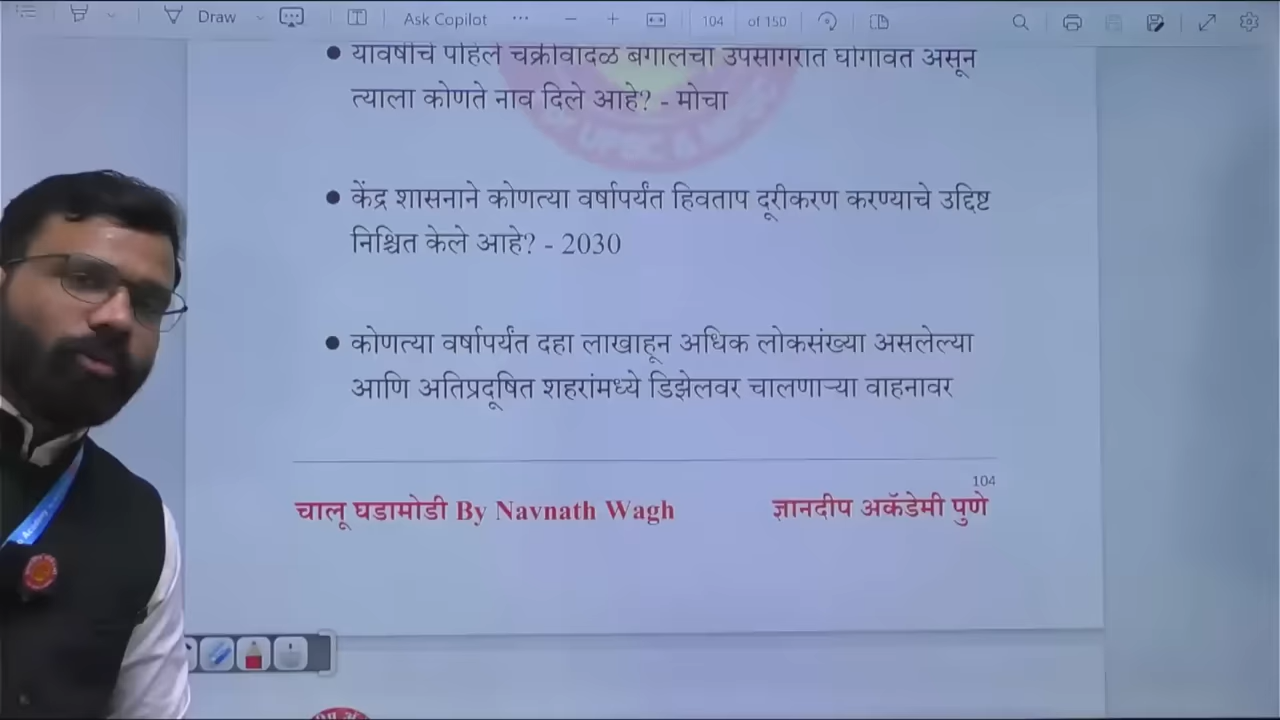 Draw
Ask Copilot
104 of 150
यावर्षीचे पहिले चक्रीवादळ बंगालच्या उपसागरात घोंगावत असून
त्याला कोणते नाव दिले आहे? - मोचा
केंद्र शासनाने कोणत्या वर्षापर्यंत हिवताप दूरीकरण करण्याचे उद्दिष्ट
निश्चित केले आहे? - 2030
कोणत्या वर्षापर्यंत दहा लाखाहून अधिक लोकसंख्या असलेल्या
आणि अतिप्रदूषित शहरांमध्ये डिझेलवर चालणाऱ्या वाहनावर
104
चालू घडामोडी By Navnath Wagh ज्ञानदीप अकॅडेमी पुणे